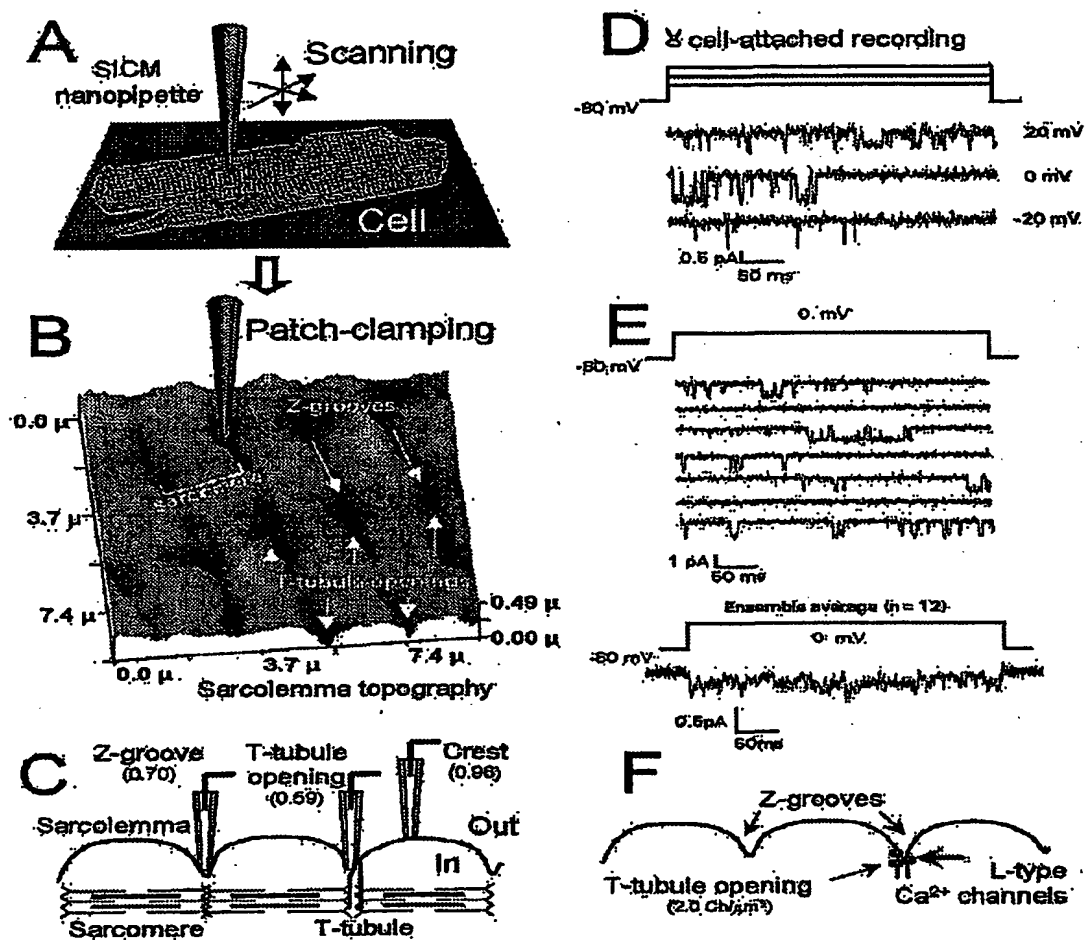 A
SICM
nanopipette
Scanning
Cell
B
Patch-clamping
Z-grooves
0.0 µ
Sarcomere
3.7 µ
T-tubule openings
7.4 µ
0.49 µ
0.00 µ
0.0 µ
3.7 µ
7.4 µ
Sarcolemma topography
C
Z-groove
(0.70)
T-tubule
opening
(0.59)
Crest
(0.96)
Sarcolemma
Out
In
Sarcomere
T-tubule
D
cell-attached recording
-80 mV
20 mV
0 mV
-20 mV
0.5 pA
50 ms
E
0 mV
-80 mV
1 pA
50 ms
Ensemble average (n = 12)
0 mV
-80 mV
0.5pA
50ms
F
Z-grooves
T-tubule opening
L-type
Ca²⁺ channels